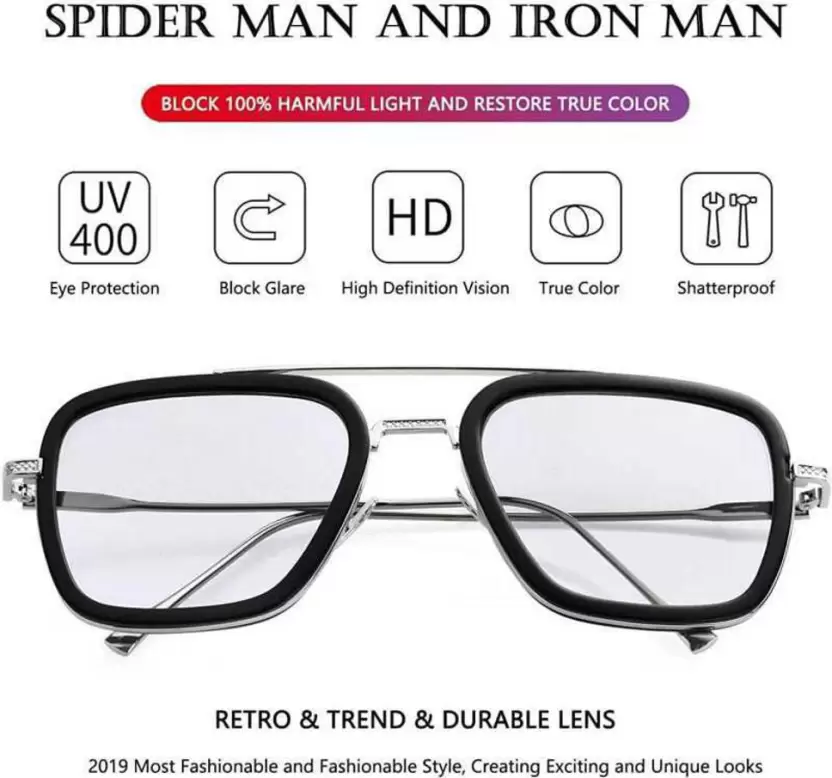 SPIDER MAN AND IRON MAN
BLOCK 100% HARMFUL LIGHT AND RESTORE TRUE COLOR
UV
400
HD
Eye Protection
Block Glare
High Definition Vision
True Color
Shatterproof
RETRO & TREND & DURABLE LENS
2019 Most Fashionable and Fashionable Style, Creating Exciting and Unique Looks